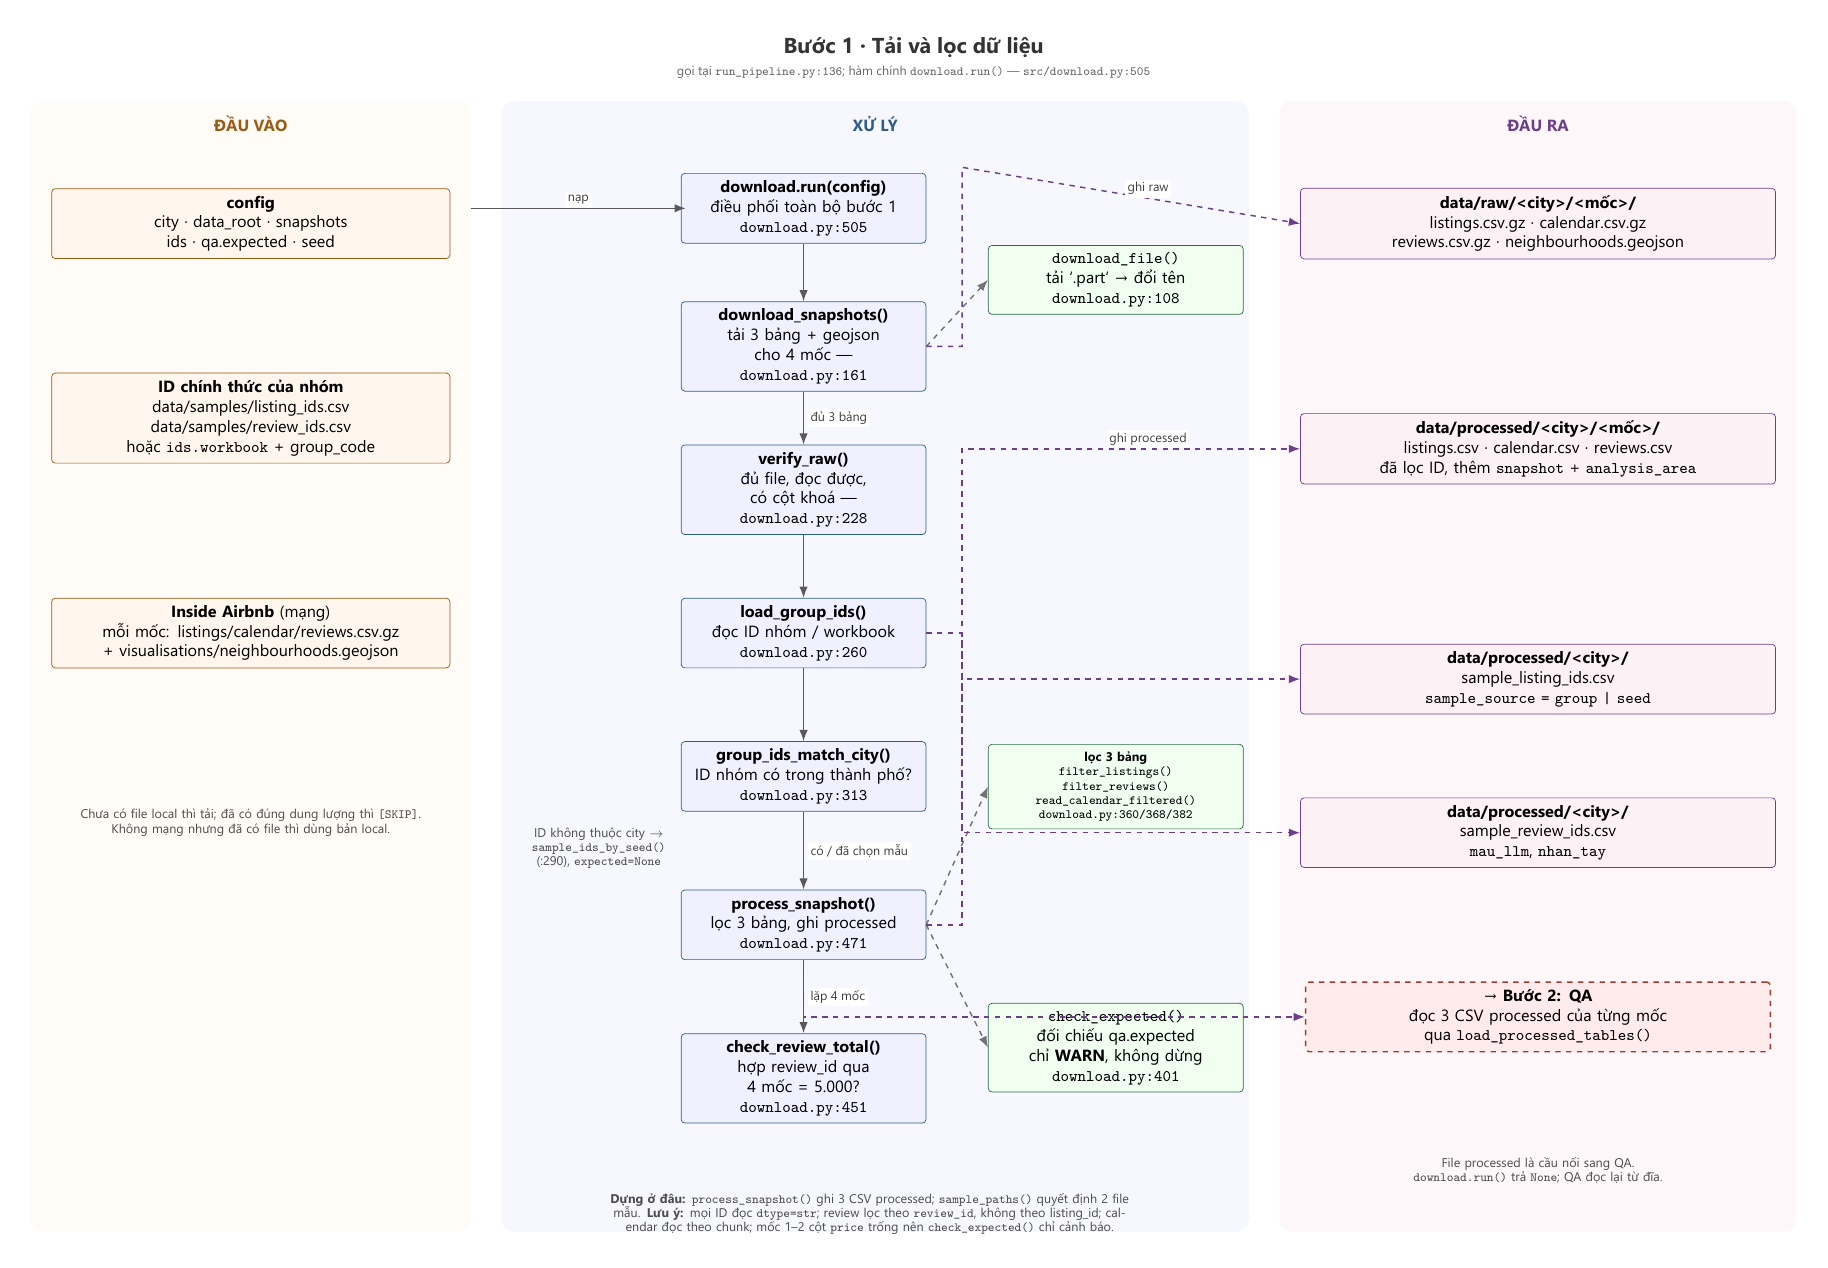 Bước 1 · Tải và lọc dữ liệu
gọi tại run_pipeline.py:136; hàm chính download.run() — src/download.py:505
ĐẦU VÀO
config
city · data_root · snapshots
ids · qa.expected · seed
ID chính thức của nhóm
data/samples/listing_ids.csv
data/samples/review_ids.csv
hoặc ids.workbook + group_code
Inside Airbnb (mạng)
mỗi mốc: listings/calendar/reviews.csv.gz
+ visualisations/neighbourhoods.geojson
Chưa có file local thì tải; đã có đúng dung lượng thì [SKIP].
Không mạng nhưng đã có file thì dùng bản local.
nạp
XỬ LÝ
download.run(config)
điều phối toàn bộ bước 1
download.py:505
download_file()
tải ‘.part‘ → đổi tên
download.py:108
download_snapshots()
tải 3 bảng + geojson
cho 4 mốc —
download.py:161
đủ 3 bảng
verify_raw()
đủ file, đọc được,
có cột khoá —
download.py:228
load_group_ids()
đọc ID nhóm / workbook
download.py:260
group_ids_match_city()
ID nhóm có trong thành phố?
download.py:313
lọc 3 bảng
filter_listings()
filter_reviews()
read_calendar_filtered()
download.py:360/368/382
ID không thuộc city →
sample_ids_by_seed()
(:290), expected=None
có / đã chọn mẫu
process_snapshot()
lọc 3 bảng, ghi processed
download.py:471
lặp 4 mốc
check_expected()
đối chiếu qa.expected
chỉ WARN, không dừng
download.py:401
check_review_total()
hợp review_id qua
4 mốc = 5.000?
download.py:451
Dựng ở đâu: process_snapshot() ghi 3 CSV processed; sample_paths() quyết định 2 file
mẫu. Lưu ý: mọi ID đọc dtype=str; review lọc theo review_id, không theo listing_id; cal-
endar đọc theo chunk; mốc 1–2 cột price trống nên check_expected() chỉ cảnh báo.
ghi raw
ghi processed
ĐẦU RA
data/raw/<city>/<mốc>/
listings.csv.gz · calendar.csv.gz
reviews.csv.gz · neighbourhoods.geojson
data/processed/<city>/<mốc>/
listings.csv · calendar.csv · reviews.csv
đã lọc ID, thêm snapshot + analysis_area
data/processed/<city>/
sample_listing_ids.csv
sample_source = group | seed
data/processed/<city>/
sample_review_ids.csv
mau_llm, nhan_tay
→ Bước 2: QA
đọc 3 CSV processed của từng mốc
qua load_processed_tables()
File processed là cầu nối sang QA.
download.run() trả None; QA đọc lại từ đĩa.